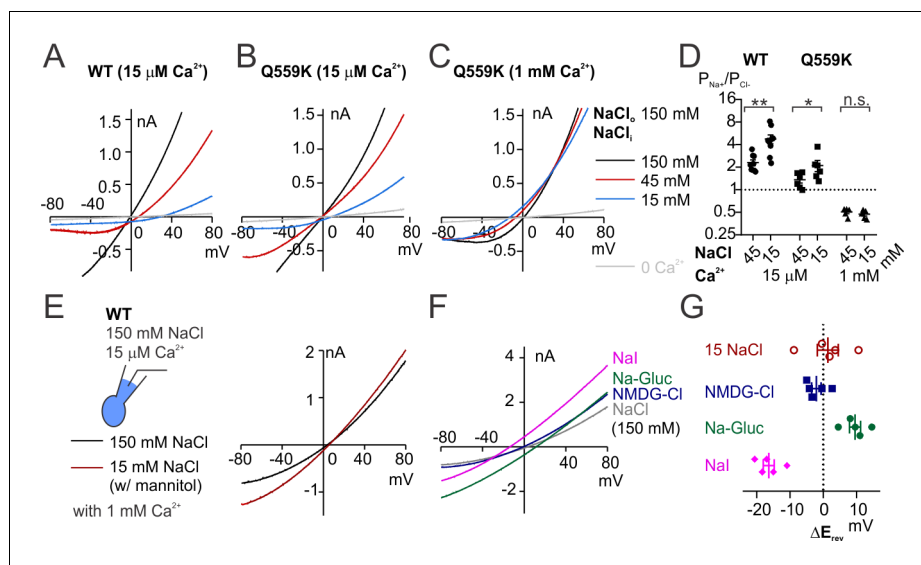 A
WT (15 μM Ca²⁺)
nA
1.5
1.0
0.5
-80
-40
0
40
80
mV
-0.5
B
Q559K (15 μM Ca²⁺)
nA
1.5
1.0
0.5
-80
-40
0
40
80
mV
-0.5
C
Q559K (1 mM Ca²⁺)
nA
1.5
1.0
0.5
-80
-40
0
40
80
mV
-0.5
NaClₒ 150 mM
NaClᵢ
150 mM
45 mM
15 mM
0 Ca²⁺
D
WT Q559K
P_Na+/P_Cl-
** * n.s.
16
8
4
2
1
0.5
0.25
NaCl 45 15 45 15 45 15 mM
Ca²⁺ 15 μM 1 mM
E
WT
150 mM NaCl
15 μM Ca²⁺
150 mM NaCl
15 mM NaCl
(w/ mannitol)
with 1 mM Ca²⁺
2
nA
1
-80
-40
0
40
80
mV
-1
F
4
nA
2
-80
-40
0
40
80
mV
-2
NaI
Na-Gluc
NMDG-Cl
NaCl
(150 mM)
G
15 NaCl
NMDG-Cl
Na-Gluc
NaI
-20 -10 0 10
mV
ΔE_rev